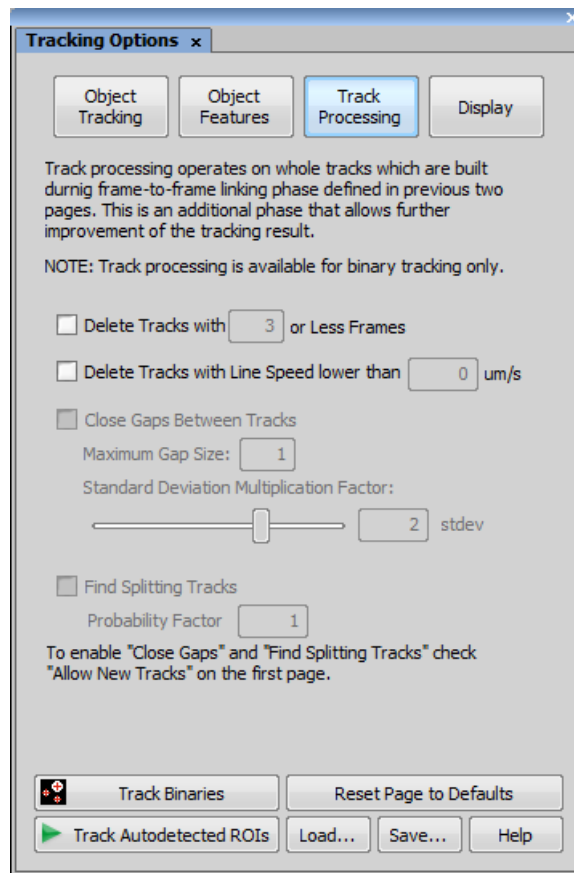 Tracking Options x
Object Tracking
Object Features
Track Processing
Display
Track processing operates on whole tracks which are built
durnig frame-to-frame linking phase defined in previous two
pages. This is an additional phase that allows further
improvement of the tracking result.
NOTE: Track processing is available for binary tracking only.
Delete Tracks with 3 or Less Frames
Delete Tracks with Line Speed lower than 0 um/s
Close Gaps Between Tracks
Maximum Gap Size: 1
Standard Deviation Multiplication Factor:
2 stdev
Find Splitting Tracks
Probability Factor 1
To enable "Close Gaps" and "Find Splitting Tracks" check
"Allow New Tracks" on the first page.
Track Binaries
Reset Page to Defaults
Track Autodetected ROIs
Load...
Save...
Help